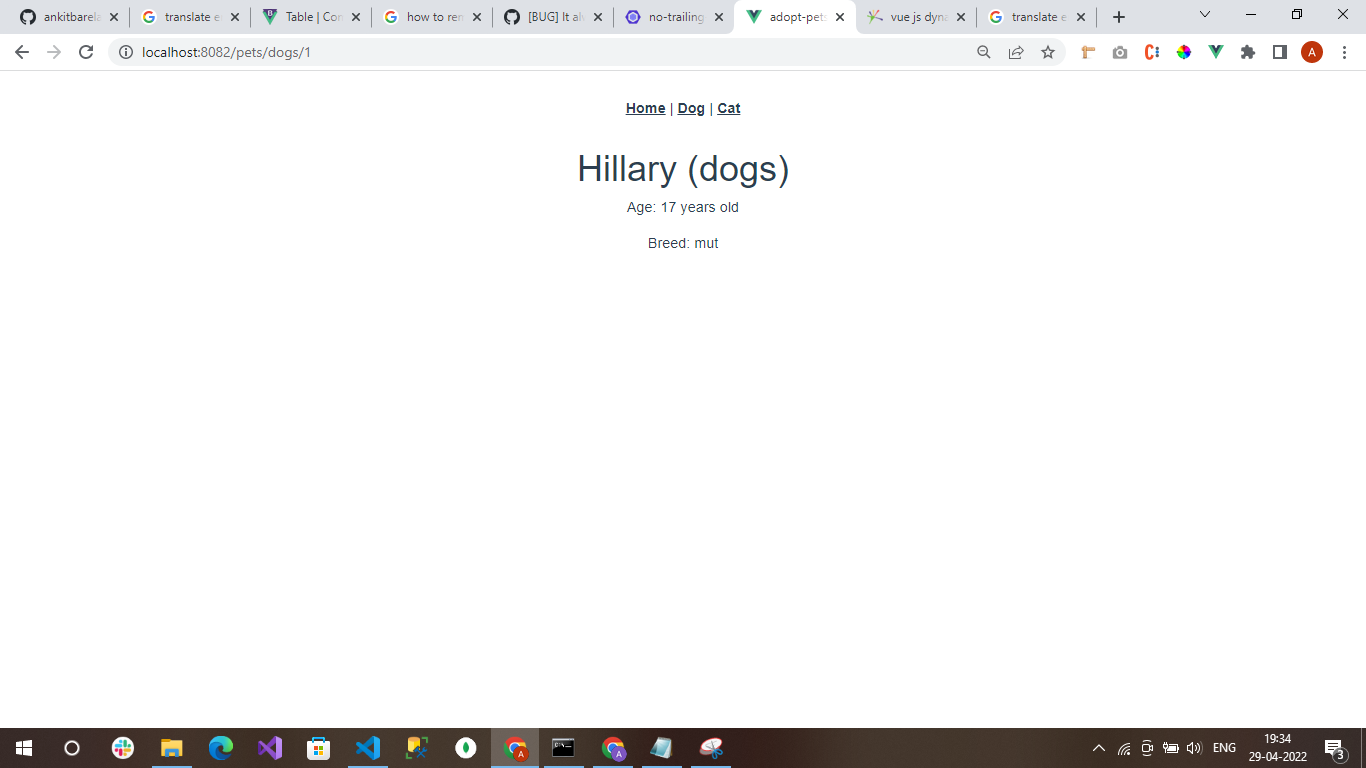 ankitbarela
translate e
Table | Con
how to ren
[BUG] It alv
no-trailing
adopt-pets
vue js dyna
translate e
localhost:8082/pets/dogs/1
A
Home | Dog | Cat
Hillary (dogs)
Age: 17 years old
Breed: mut
A
A
ENG
19:34
29-04-2022
3